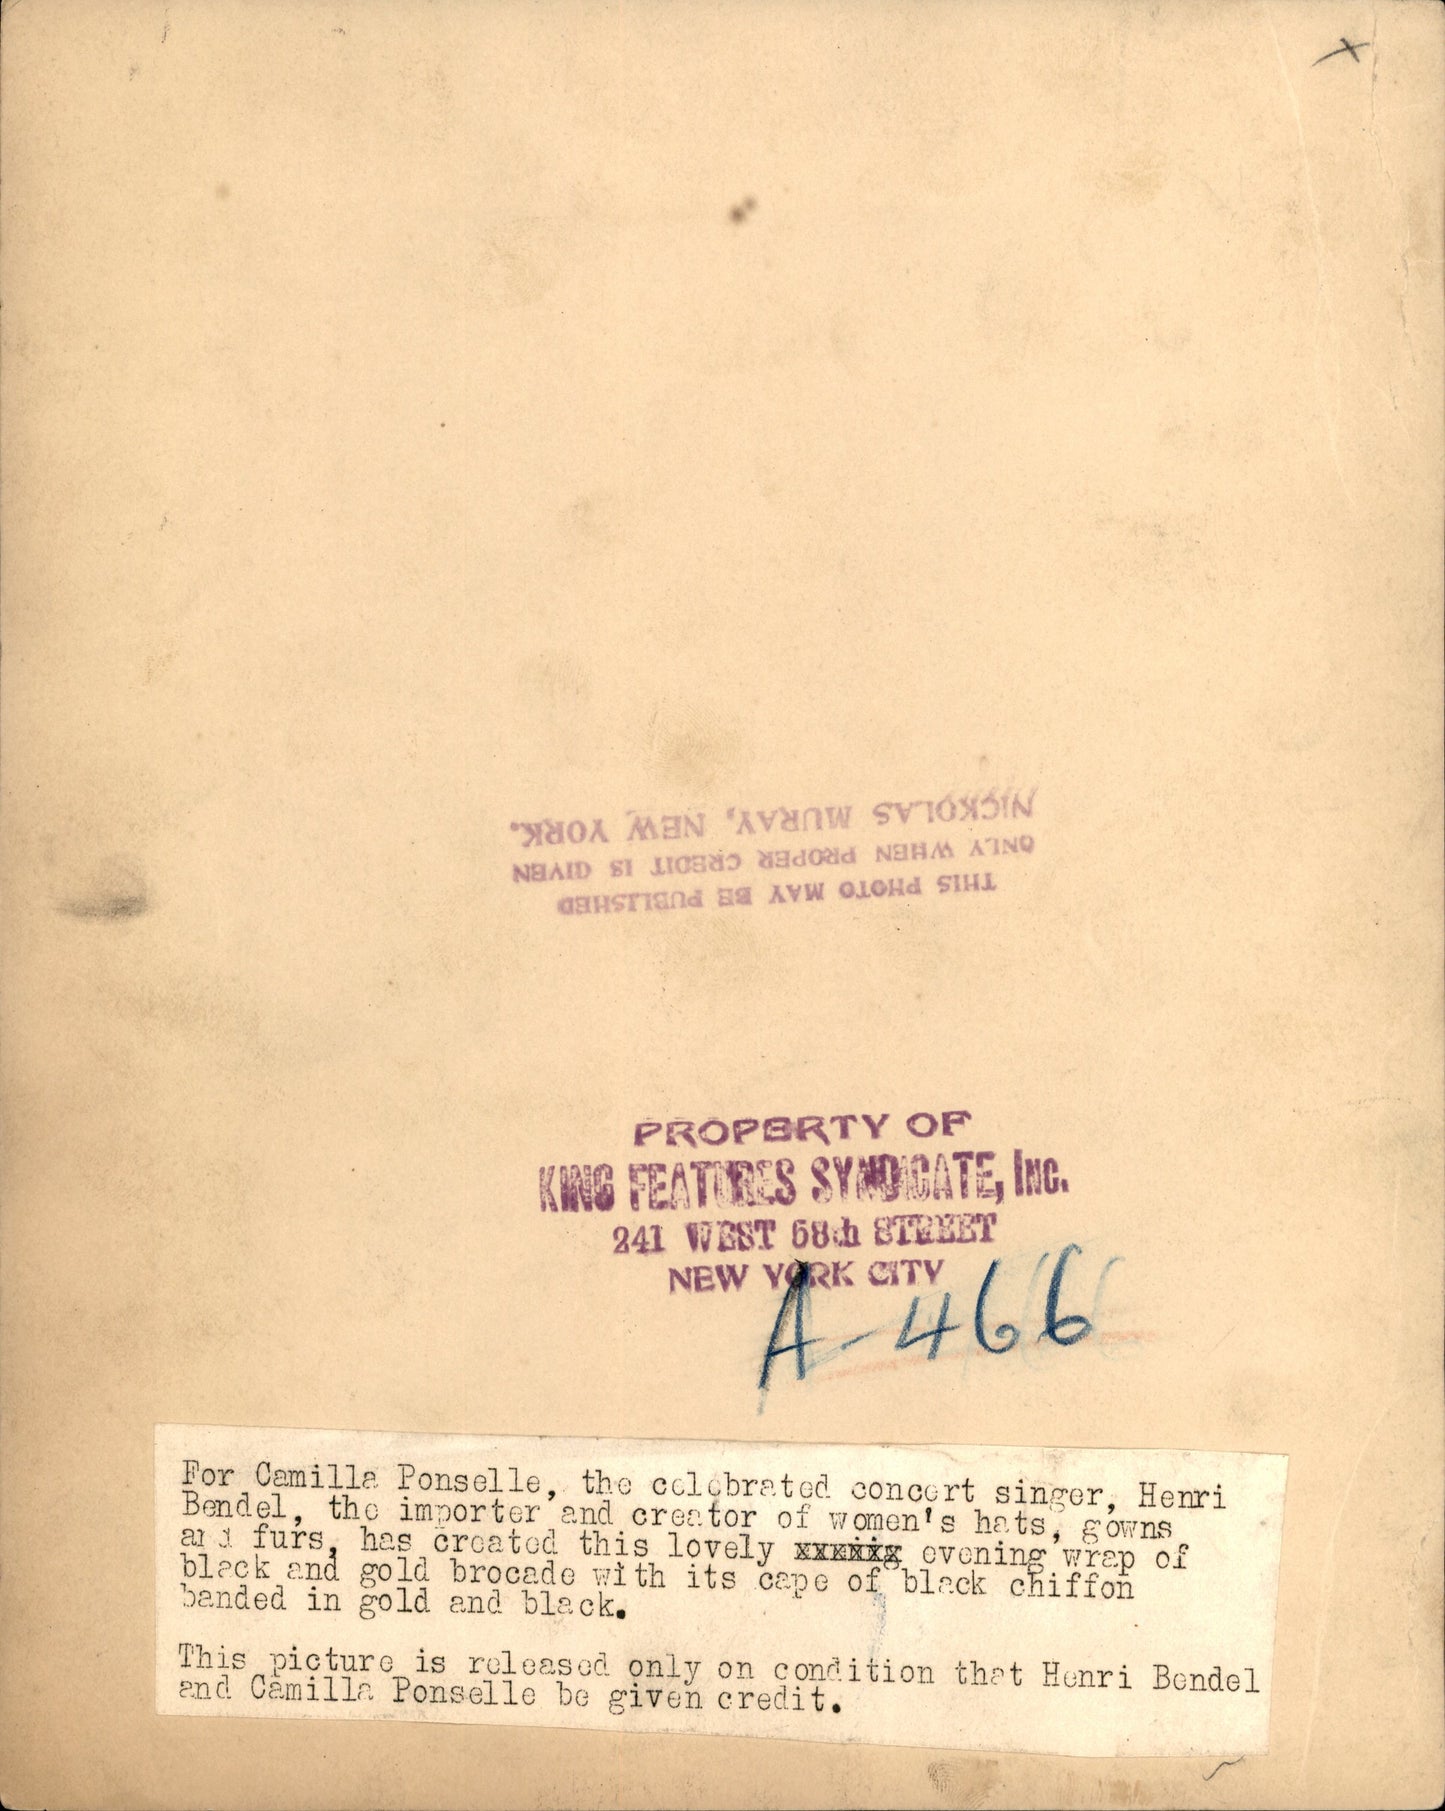 THIS PHOTO MAY BE PUBLISHED
ONLY WHEN PROPER CREDIT IS GIVEN
NICKOLAS MURAY, NEW YORK.
PROPERTY OF
KING FEATURES SYNDICATE, INC.
241 WEST 58th STREET
NEW YORK CITY
A-466
For Camilla Ponselle, the celebrated concert singer, Henri
Bendel, the importer and creator of women's hats, gowns
and furs, has created this lovely evening wrap of
black and gold brocade with its cape of black chiffon
banded in gold and black.
This picture is released only on condition that Henri Bendel
and Camilla Ponselle be given credit.